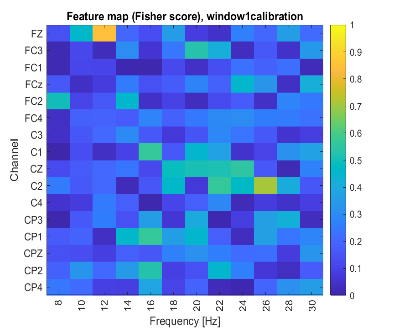 Feature map (Fisher score), window1calibration
Channel
FZ
FC3
FC1
FCz
FC2
FC4
C3
C1
CZ
C2
C4
CP3
CP1
CPZ
CP2
CP4
8 10 12 14 16 18 20 22 24 26 28 30
Frequency [Hz]
1
0.9
0.8
0.7
0.6
0.5
0.4
0.3
0.2
0.1
0